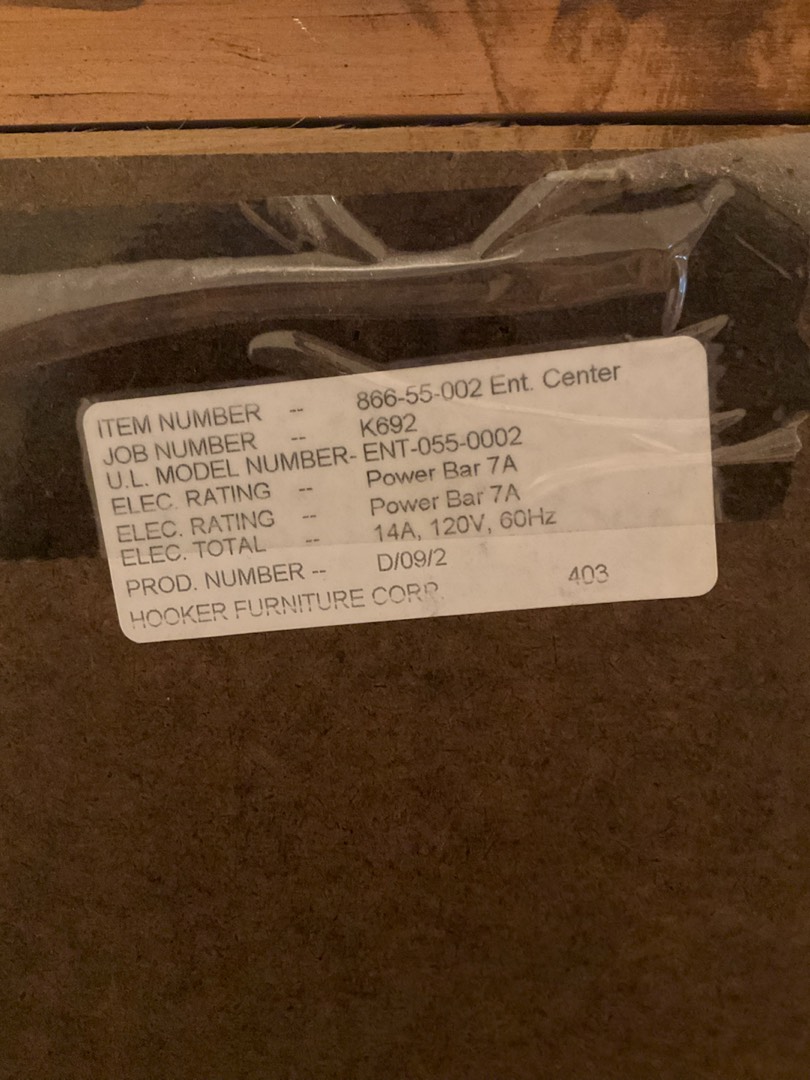 ITEM NUMBER -- 866-55-002 Ent. Center
JOB NUMBER -- K692
U.L. MODEL NUMBER- ENT-055-0002
ELEC. RATING -- Power Bar 7A
ELEC. RATING -- Power Bar 7A
ELEC. TOTAL -- 14A, 120V, 60Hz
PROD. NUMBER -- D/09/2
HOOKER FURNITURE CORP. 403